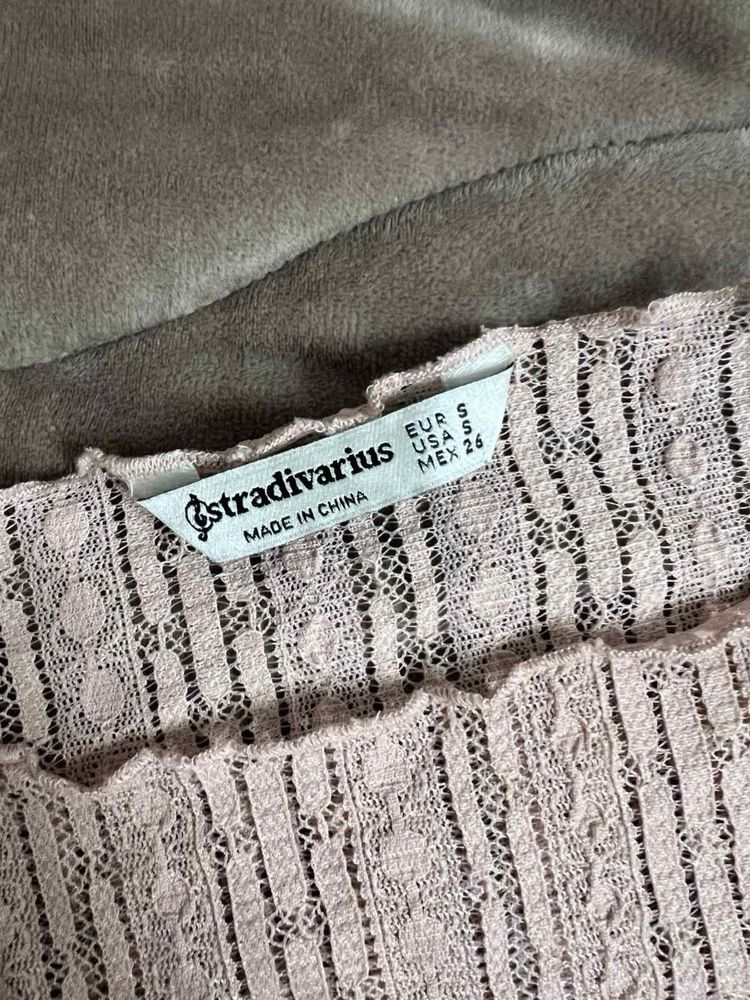 stradivarius
MADE IN CHINA
EUR S
USA S
MEX 26